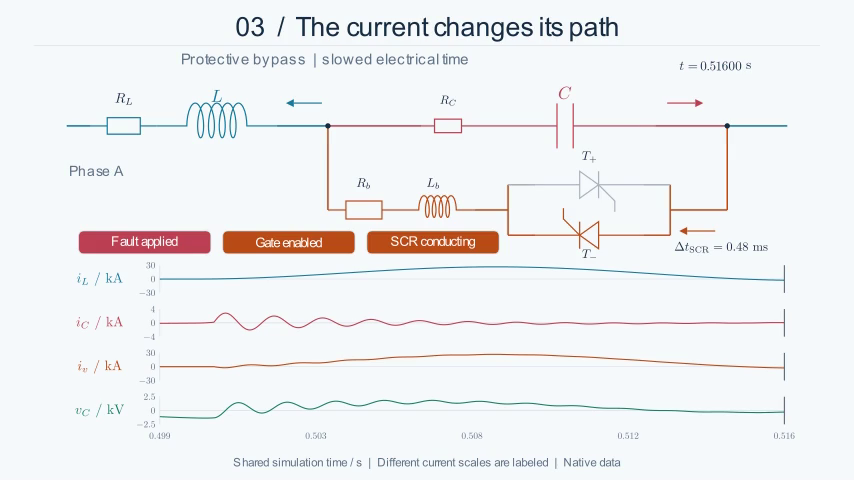 03 / The current changes its path
Protective bypass | slowed electrical time
t = 0.51600 s
R_L
L
R_C
C
T_+
Phase A
R_b
L_b
Fault applied
Gate enabled
SCR conducting
T_−
Δt_SCR = 0.48 ms
i_L / kA
30
0
−30
i_C / kA
4
0
−4
i_v / kA
30
0
−30
v_C / kV
2.5
0
−2.5
0.499 0.503 0.508 0.512 0.516
Shared simulation time / s | Different current scales are labeled | Native data